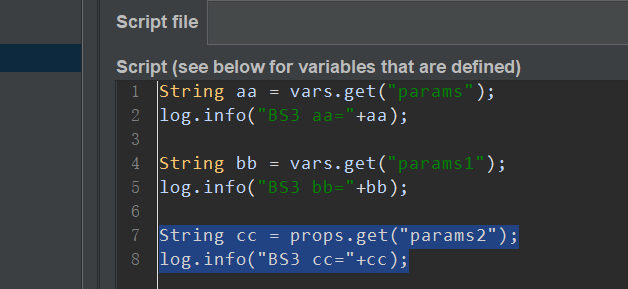 Script file
Script (see below for variables that are defined)
1 String aa = vars.get("params");
2 log.info("BS3 aa="+aa);
3
4 String bb = vars.get("params1");
5 log.info("BS3 bb="+bb);
6
7 String cc = props.get("params2");
8 log.info("BS3 cc="+cc);